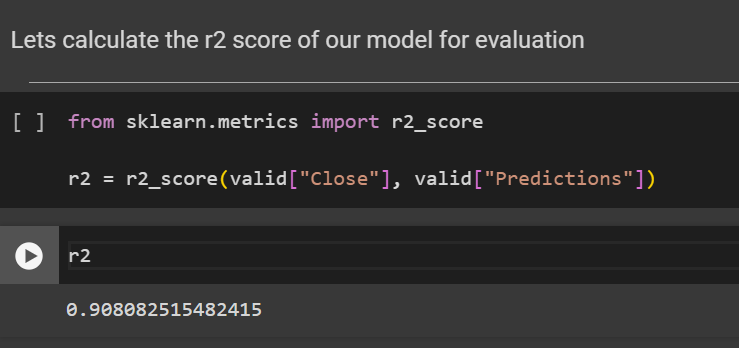 Lets calculate the r2 score of our model for evaluation
[ ] from sklearn.metrics import r2_score
r2 = r2_score(valid["Close"], valid["Predictions"])
r2
0.908082515482415